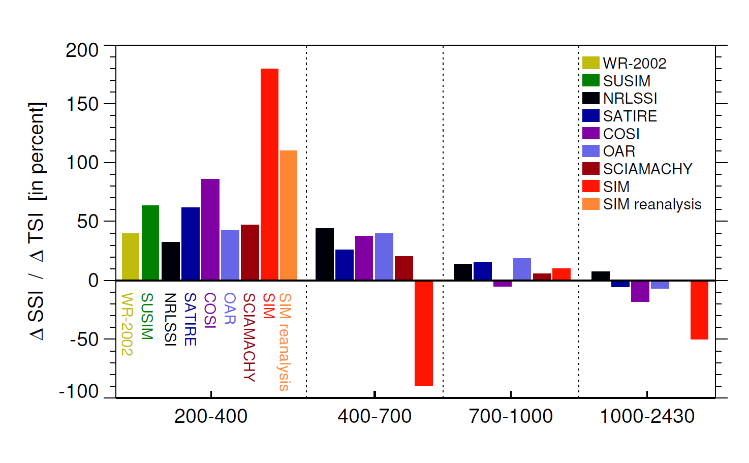 Δ SSI / Δ TSI [in percent]
200
150
100
50
0
-50
-100
WR-2002
SUSIM
NRLSSI
SATIRE
COSI
OAR
SCIAMACHY
SIM
SIM reanalysis
WR-2002
SUSIM
NRLSSI
SATIRE
COSI
OAR
SCIAMACHY
SIM
SIM reanalysis
200-400
400-700
700-1000
1000-2430